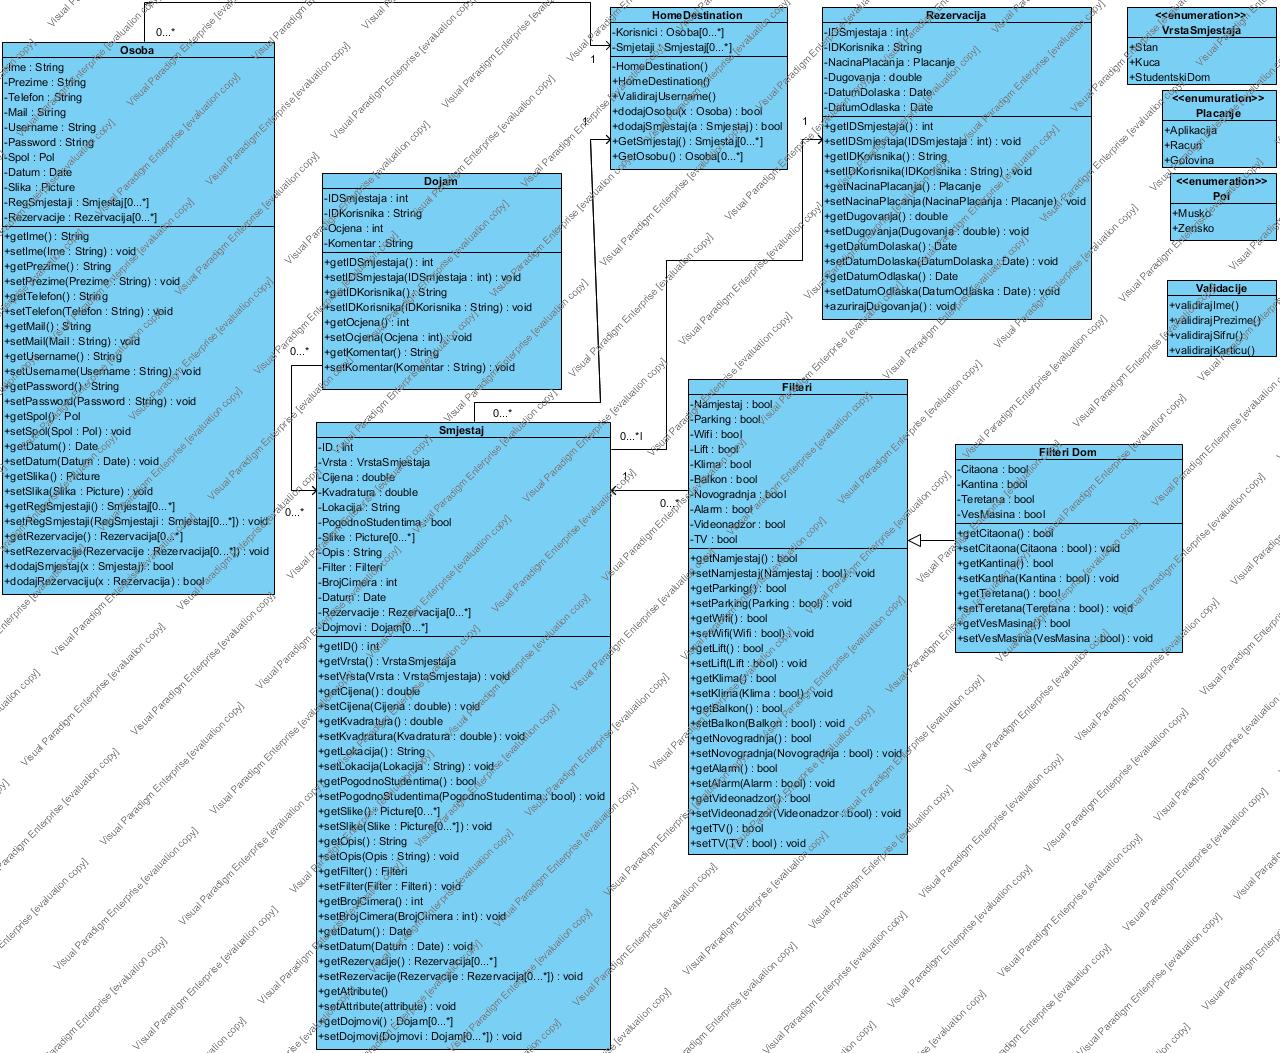 Osoba
-Ime : String
-Prezime : String
-Telefon : String
-Mail : String
-Username : String
-Password : String
-Spol : Pol
-Datum : Date
-Slika : Picture
-RegSmjestaji : Smjestaj[0...*]
-Rezervacije : Rezervacija[0...*]
+getIme() : String
+setIme(Ime : String) : void
+getPrezime() : String
+setPrezime(Prezime : String) : void
+getTelefon() : String
+setTelefon(Telefon : String) : void
+getMail() : String
+setMail(Mail : String) : void
+getUsername() : String
+setUsername(Username : String) : void
+getPassword() : String
+setPassword(Password : String) : void
+getSpol() : Pol
+setSpol(Spol : Pol) : void
+getDatum() : Date
+setDatum(Datum : Date) : void
+getSlika() : Picture
+setSlika(Slika : Picture) : void
+getRegSmjestaji() : Smjestaj[0...*]
+setRegSmjestaji(RegSmjestaji : Smjestaj[0...*]) : void
+getRezervacije() : Rezervacija[0...*]
+setRezervacije(Rezervacije : Rezervacija[0...*]) : void
+dodajSmjestaj(x : Smjestaj) : bool
+dodajRezervaciju(x : Rezervacija) : bool
0...*
1
HomeDestination
-Korisnici : Osoba[0...*]
-Smjetaji : Smjestaj[0...*]
+HomeDestination()
+HomeDestination()
+ValidirajUsername()
+dodajOsobu(x : Osoba) : bool
+dodajSmjestaj(a : Smjestaj) : bool
+GetSmjestaj() : Smjestaj[0...*]
+GetOsobu() : Osoba[0...*]
1
Rezervacija
-IDSmjestaja : int
-IDKorisnika : String
-NacinaPlacanja : Placanje
-Dugovanja : double
-DatumDolaska : Date
-DatumOdlaska : Date
+getIDSmjestaja() : int
+setIDSmjestaja(IDSmjestaja : int) : void
+getIDKorisnika() : String
+setIDKorisnika(IDKorisnika : String) : void
+getNacinaPlacanja() : Placanje
+setNacinaPlacanja(NacinaPlacanja : Placanje) : void
+getDugovanja() : double
+setDugovanja(Dugovanja : double) : void
+getDatumDolaska() : Date
+setDatumDolaska(DatumDolaska : Date) : void
+getDatumOdlaska() : Date
+setDatumOdlaska(DatumOdlaska : Date) : void
+azurirajDugovanja() : void
1
<<enumeration>>
VrstaSmjestaja
+Stan
+Kuca
+StudentskiDom
<<enumeration>>
Placanje
+Aplikacija
+Racun
+Gotovina
<<enumeration>>
Pol
+Musko
+Zensko
Validacije
+validirajIme()
+validirajPrezime()
+validirajSifru()
+validirajKarticu()
Dojam
-IDSmjestaja : int
-IDKorisnika : String
-Ocjena : int
-Komentar : String
+getIDSmjestaja() : int
+setIDSmjestaja(IDSmjestaja : int) : void
+getIDKorisnika() : String
+setIDKorisnika(IDKorisnika : String) : void
+getOcjena() : int
+setOcjena(Ocjena : int) : void
+getKomentar() : String
+setKomentar(Komentar : String) : void
0...*
0...*
0...*
0...*
1
0...*
Smjestaj
-ID : int
-Vrsta : VrstaSmjestaja
-Cijena : double
-Kvadratura : double
-Lokacija : String
-PogodnoStudentima : bool
-Slike : Picture[0...*]
-Opis : String
-Filter : Filteri
-BrojCimera : int
-Datum : Date
-Rezervacije : Rezervacija[0...*]
-Dojmovi : Dojam[0...*]
+getID() : int
+getVrsta() : VrstaSmjestaja
+setVrsta(Vrsta : VrstaSmjestaja) : void
+getCijena() : double
+setCijena(Cijena : double) : void
+getKvadratura() : double
+setKvadratura(Kvadratura : double) : void
+getLokacija() : String
+setLokacija(Lokacija : String) : void
+getPogodnoStudentima() : bool
+setPogodnoStudentima(PogodnoStudentima : bool) : void
+getSlike() : Picture[0...*]
+setSlike(Slike : Picture[0...*]) : void
+getOpis() : String
+setOpis(Opis : String) : void
+getFilter() : Filteri
+setFilter(Filter : Filteri) : void
+getBrojCimera() : int
+setBrojCimera(BrojCimera : int) : void
+getDatum() : Date
+setDatum(Datum : Date) : void
+getRezervacije() : Rezervacija[0...*]
+setRezervacije(Rezervacije : Rezervacija[0...*]) : void
+getAttribute()
+setAttribute(attribute) : void
+getDojmovi() : Dojam[0...*]
+setDojmovi(Dojmovi : Dojam[0...*]) : void
Filteri
-Namjestaj : bool
-Parking : bool
-Wifi : bool
-Lift : bool
-Klima : bool
-Balkon : bool
-Novogradnja : bool
-Alarm : bool
-Videonadzor : bool
-TV : bool
+getNamjestaj() : bool
+setNamjestaj(Namjestaj : bool) : void
+getParking() : bool
+setParking(Parking : bool) : void
+getWifi() : bool
+setWifi(Wifi : bool) : void
+getLift() : bool
+setLift(Lift : bool) : void
+getKlima() : bool
+setKlima(Klima : bool) : void
+getBalkon() : bool
+setBalkon(Balkon : bool) : void
+getNovogradnja() : bool
+setNovogradnja(Novogradnja : bool) : void
+getAlarm() : bool
+setAlarm(Alarm : bool) : void
+getVideonadzor() : bool
+setVideonadzor(Videonadzor : bool) : void
+getTV() : bool
+setTV(TV : bool) : void
Filteri Dom
-Citaona : bool
-Kantina : bool
-Teretana : bool
-VesMasina : bool
+getCitaona() : bool
+setCitaona(Citaona : bool) : void
+getKantina() : bool
+setKantina(Kantina : bool) : void
+getTeretana() : bool
+setTeretana(Teretana : bool) : void
+getVesMasina() : bool
+setVesMasina(VesMasina : bool) : void
Visual Paradigm Enterprise [evaluation copy]